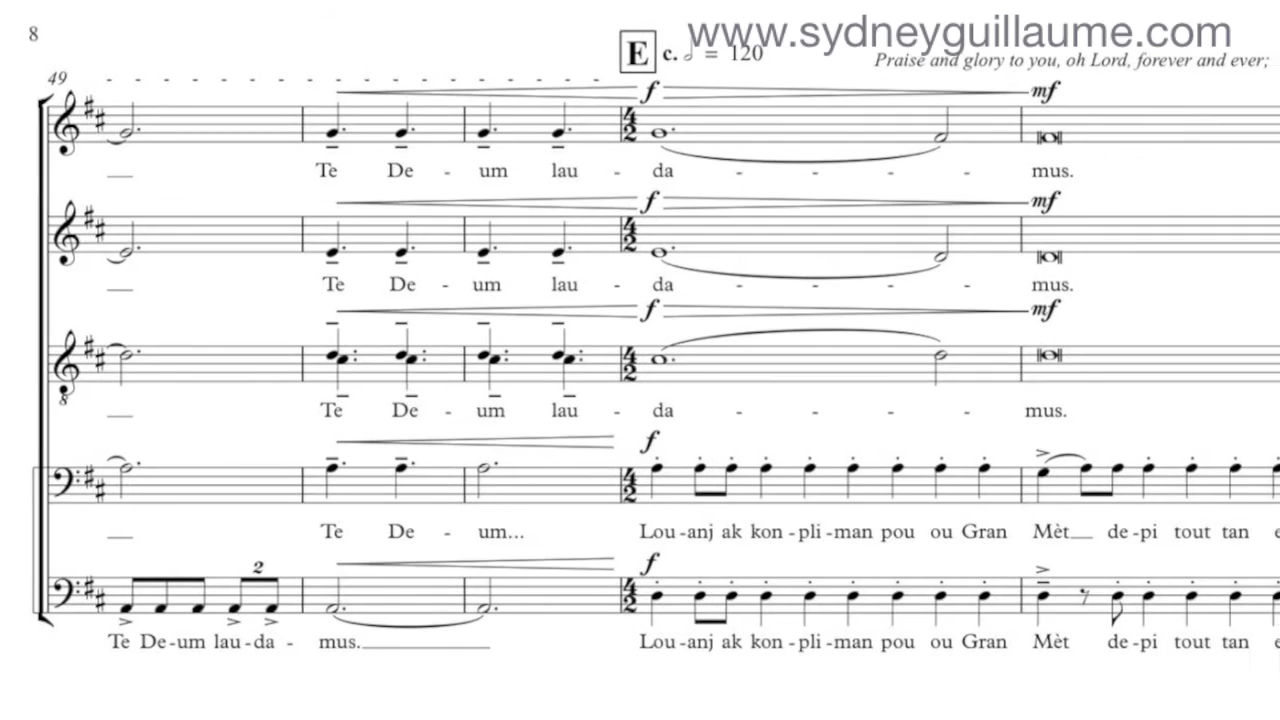 8
www.sydneyguillaume.com
E c. 𝅗𝅥 = 120
Praise and glory to you, oh Lord, forever and ever;
49
f mf
Te De - um lau - da - - - - mus.
f mf
Te De - um lau - da - - - - mus.
f mf
8
Te De - um lau - da - - - - mus.
f
Te De - um... Lou-anj ak kon-pli-man pou ou Gran Mèt de-pi tout tan e
2
f
Te De-um lau-da - mus. Lou-anj ak kon-pli-man pou ou Gran Mèt de-pi tout tan e